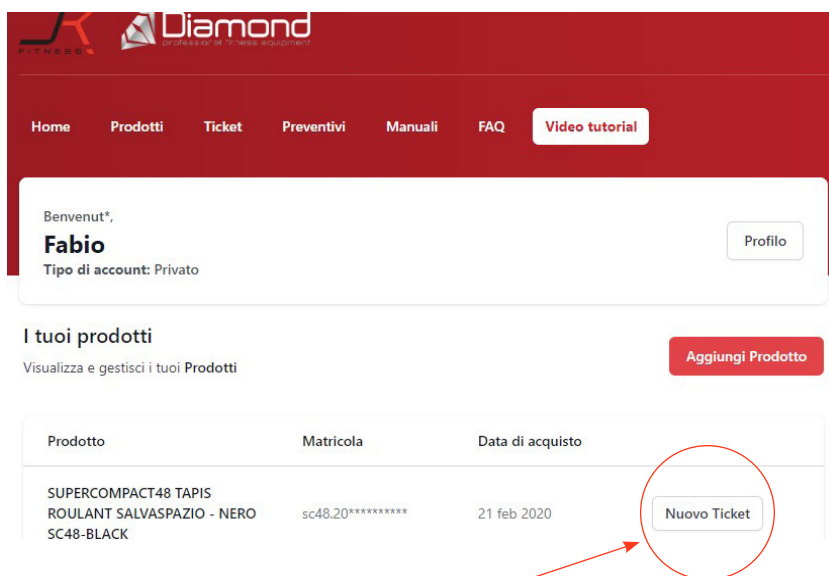 JK
FITNESS
Diamond
professional fitness equipment
Home Prodotti Ticket Preventivi Manuali FAQ Video tutorial
Benvenut*,
Fabio
Tipo di account: Privato
Profilo
I tuoi prodotti
Visualizza e gestisci i tuoi Prodotti
Aggiungi Prodotto
Prodotto Matricola Data di acquisto
SUPERCOMPACT48 TAPIS
ROULANT SALVASPAZIO - NERO
SC48-BLACK
sc48.20********** 21 feb 2020 Nuovo Ticket